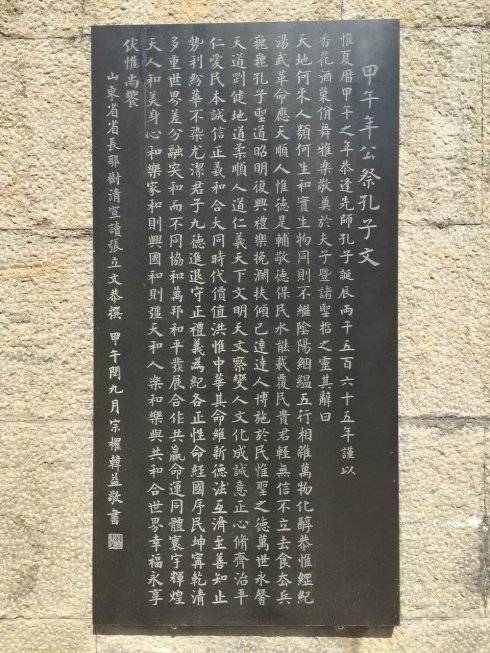 甲午年公祭孔子文
惟夏曆甲午之年恭逢先師孔子誕辰兩千五百六十五年謹以
香花酒菓佾舞雅樂敬奠於夫子暨諸聖哲之靈其辭曰
天地何來人類何生和實生物同則不繼陰陽絪緼五行相雜萬物化醇恭惟經紀
湯武革命應天順人惟德是輔敬德保民水能載覆民貴君輕無信不立去食去兵
巍巍孔子聖道昭明復興禮樂挽瀾扶傾己達達人博施於民惟聖之德萬世永馨
天道剛健地道柔順人道仁義天下文明天文察變人文化成誠意正心脩齊治平
仁愛民本誠信正義和合大同時代價值洪惟中華其命維新德法互濟至善知止
勢利紛華不染尤潔君子九德進退守正禮義為紀各正性命經國序民坤寧乾清
多重世界差分融突和而不同協和萬邦和平發展合作共贏命運同體寰宇輝煌
天人和美身心和樂家和則興國和則彊天和人樂和樂與共和合世界幸福永享
伏惟尚饗
山東省省長郭樹清宣讀張立文恭撰 甲午閏九月宗櫂韓益敬書